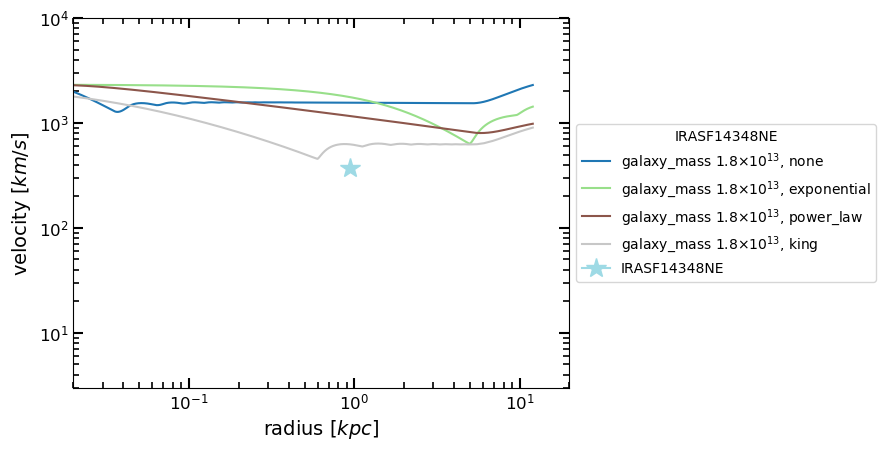 10^4
10^3
10^2
10^1
velocity [km/s]
10^-1
10^0
10^1
radius [kpc]
IRASF14348NE
galaxy_mass 1.8×10^13, none
galaxy_mass 1.8×10^13, exponential
galaxy_mass 1.8×10^13, power_law
galaxy_mass 1.8×10^13, king
IRASF14348NE